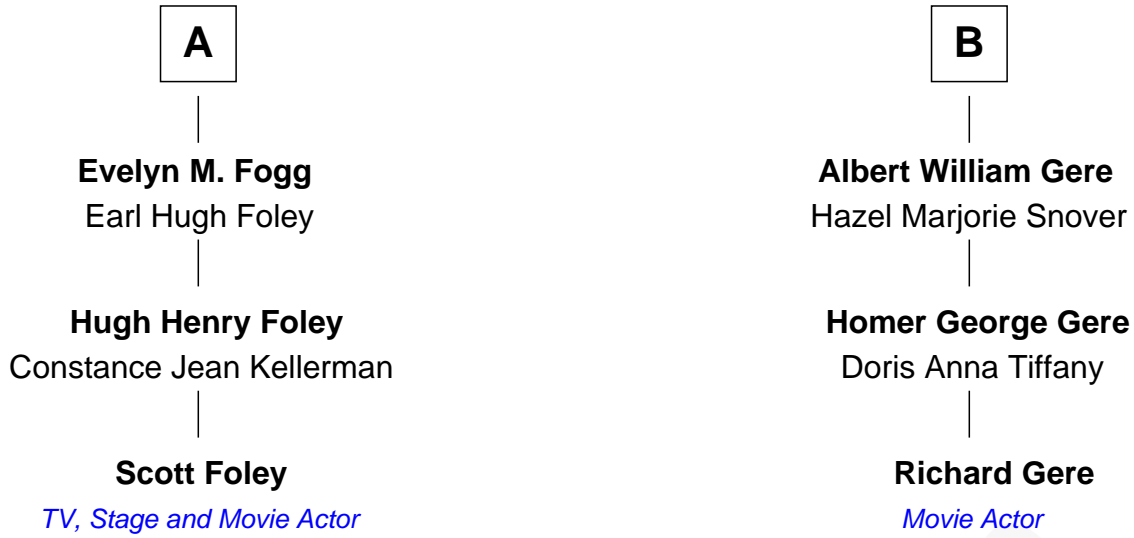 A
Evelyn M. Fogg
Earl Hugh Foley
Hugh Henry Foley
Constance Jean Kellerman
Scott Foley
TV, Stage and Movie Actor
B
Albert William Gere
Hazel Marjorie Snover
Homer George Gere
Doris Anna Tiffany
Richard Gere
Movie Actor